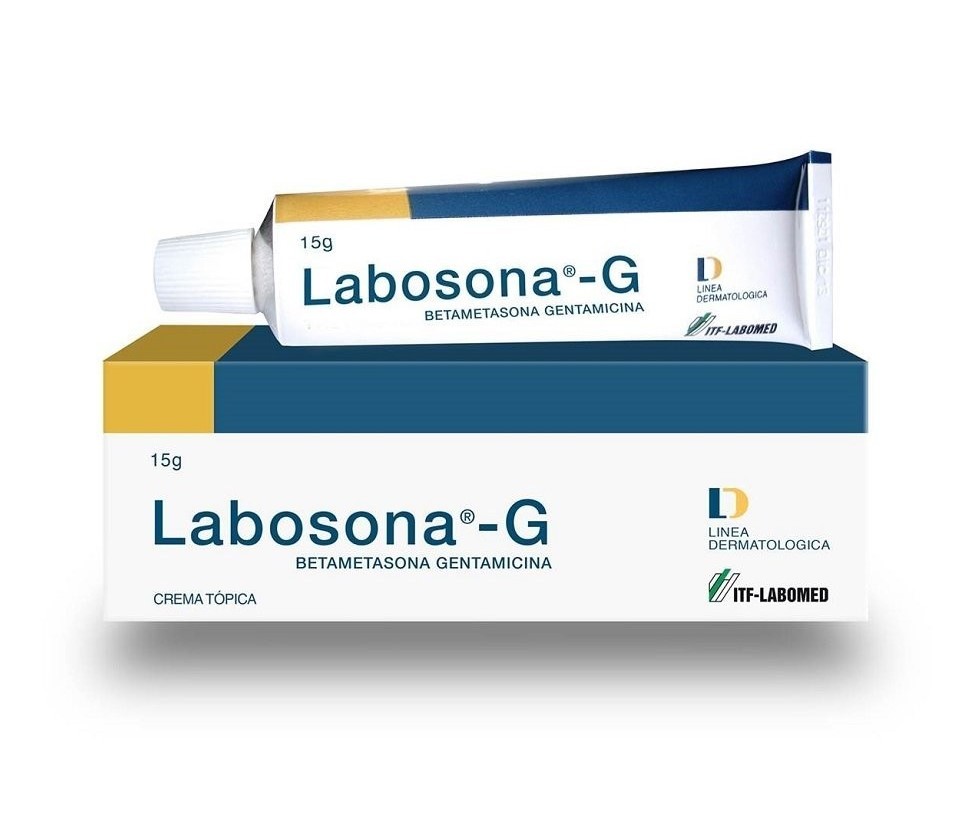 15g
Labosona®-G
BETAMETASONA GENTAMICINA
LINEA
DERMATOLOGICA
ITF-LABOMED
15g
Labosona®-G
BETAMETASONA GENTAMICINA
CREMA TÓPICA
LINEA
DERMATOLOGICA
ITF-LABOMED